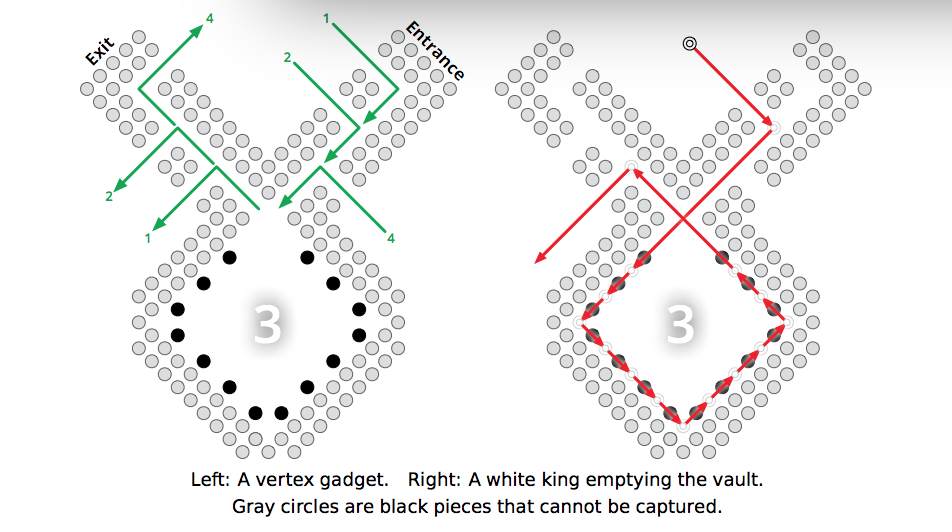 4
1
Exit
Entrance
2
2
1
4
3
3
Left: A vertex gadget. Right: A white king emptying the vault.
Gray circles are black pieces that cannot be captured.